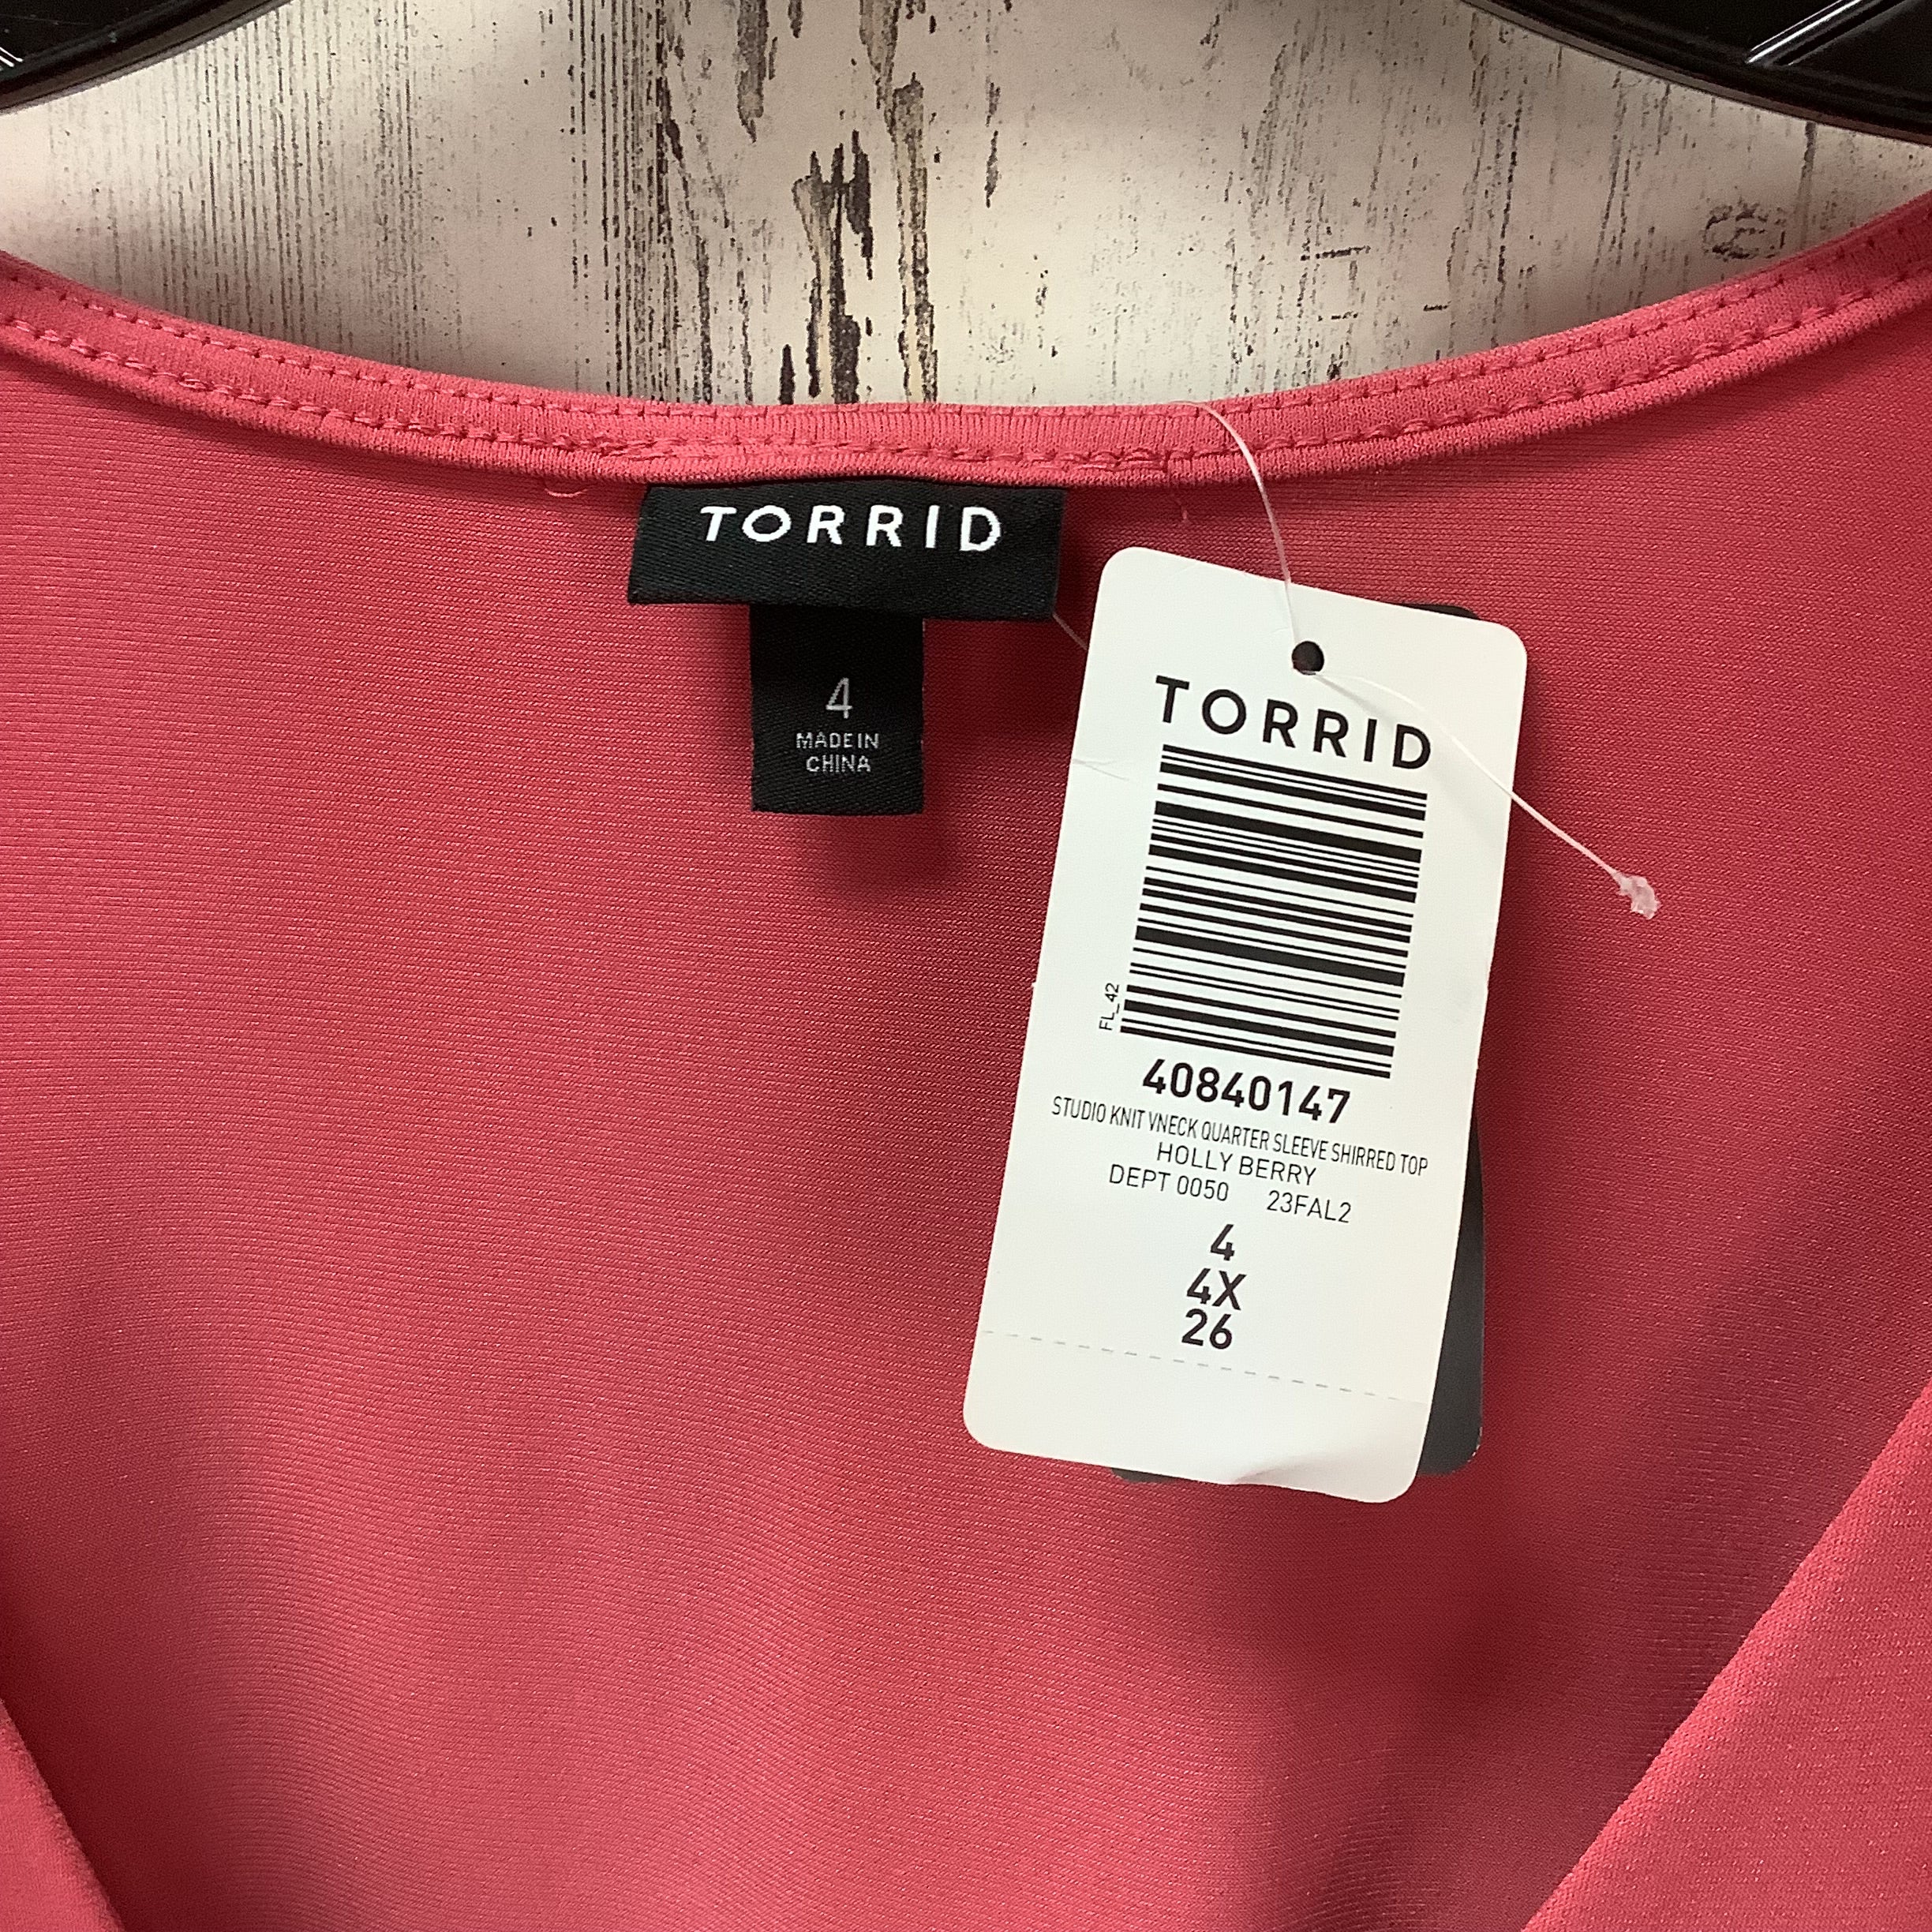 TORRID
4
MADE IN
CHINA
TORRID
FL_42
40840147
STUDIO KNIT VNECK QUARTER SLEEVE SHIRRED TOP
HOLLY BERRY
DEPT 0050 23FAL2
4
4X
26